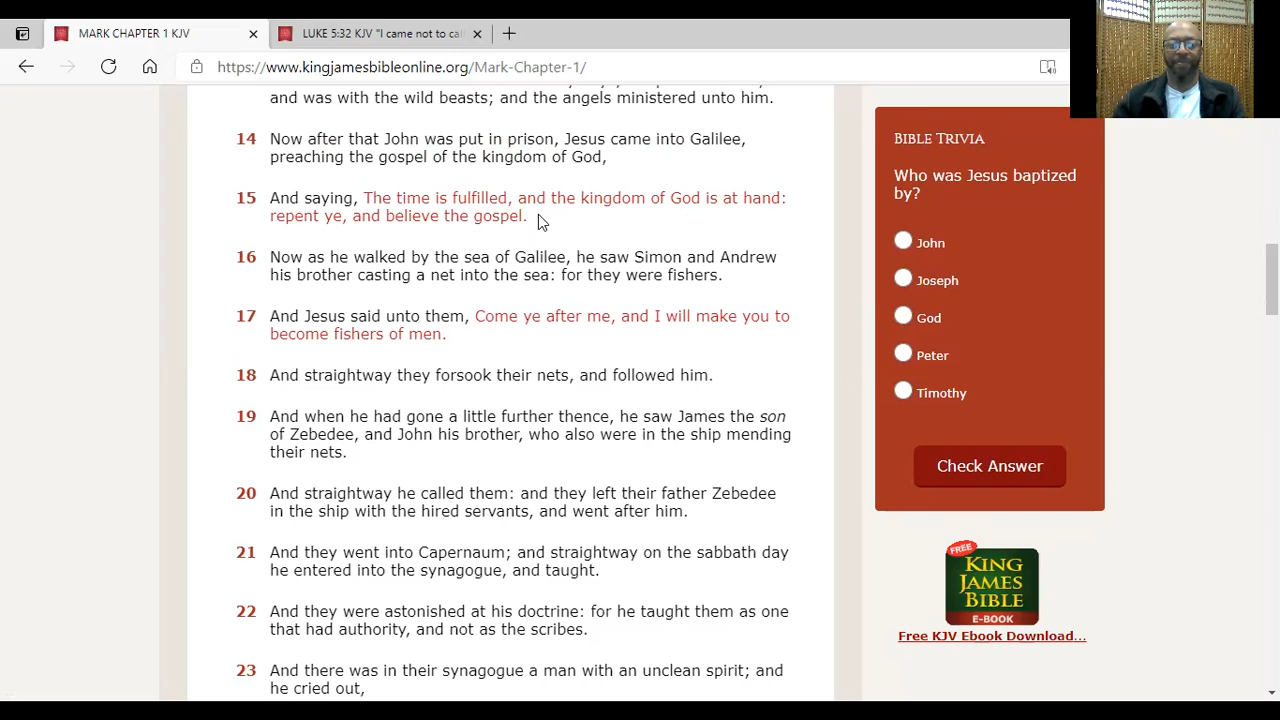 MARK CHAPTER 1 KJV
LUKE 5:32 KJV "I came not to cal
https://www.kingjamesbibleonline.org/Mark-Chapter-1/
and was with the wild beasts; and the angels ministered unto him.
14 Now after that John was put in prison, Jesus came into Galilee,
preaching the gospel of the kingdom of God,
15 And saying, The time is fulfilled, and the kingdom of God is at hand:
repent ye, and believe the gospel.
16 Now as he walked by the sea of Galilee, he saw Simon and Andrew
his brother casting a net into the sea: for they were fishers.
17 And Jesus said unto them, Come ye after me, and I will make you to
become fishers of men.
18 And straightway they forsook their nets, and followed him.
19 And when he had gone a little further thence, he saw James the son
of Zebedee, and John his brother, who also were in the ship mending
their nets.
20 And straightway he called them: and they left their father Zebedee
in the ship with the hired servants, and went after him.
21 And they went into Capernaum; and straightway on the sabbath day
he entered into the synagogue, and taught.
22 And they were astonished at his doctrine: for he taught them as one
that had authority, and not as the scribes.
23 And there was in their synagogue a man with an unclean spirit; and
he cried out,
BIBLE TRIVIA
Who was Jesus baptized
by?
John
Joseph
God
Peter
Timothy
Check Answer
FREE
KING
JAMES
BIBLE
E-BOOK
Free KJV Ebook Download...